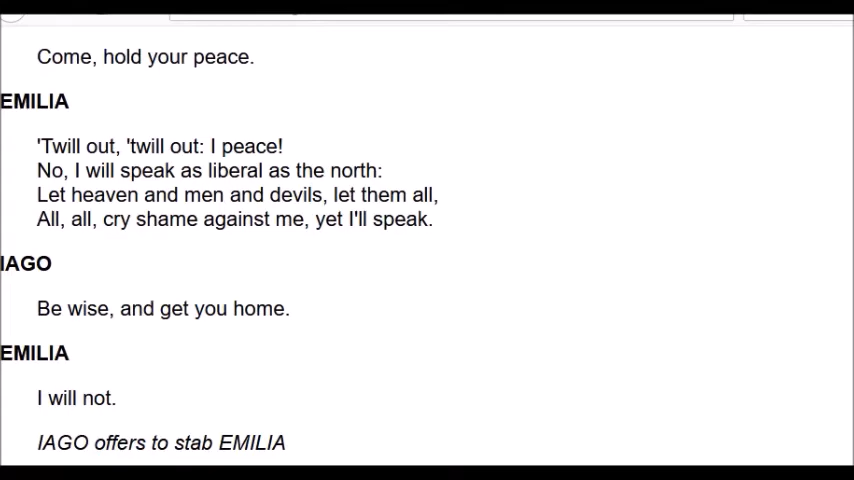 Come, hold your peace.
EMILIA
'Twill out, 'twill out: I peace!
No, I will speak as liberal as the north:
Let heaven and men and devils, let them all,
All, all, cry shame against me, yet I'll speak.
IAGO
Be wise, and get you home.
EMILIA
I will not.
IAGO offers to stab EMILIA